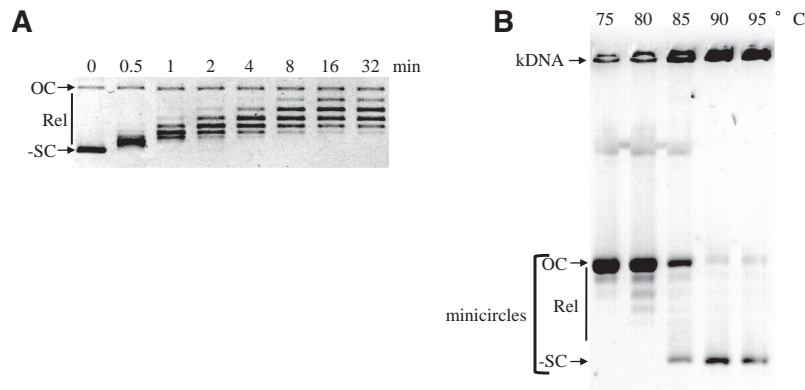 A
0 0.5 1 2 4 8 16 32 min
OC
Rel
-SC
B
75 80 85 90 95 ° C
kDNA
OC
Rel
minicircles
-SC